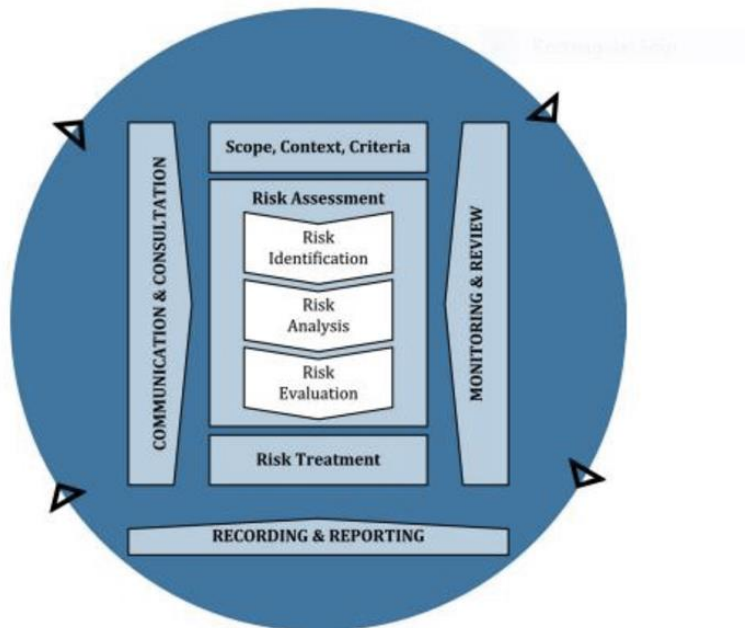 Scope, Context, Criteria
Risk Assessment
Risk
Identification
Risk
Analysis
Risk
Evaluation
Risk Treatment
COMMUNICATION & CONSULTATION
MONITORING & REVIEW
RECORDING & REPORTING